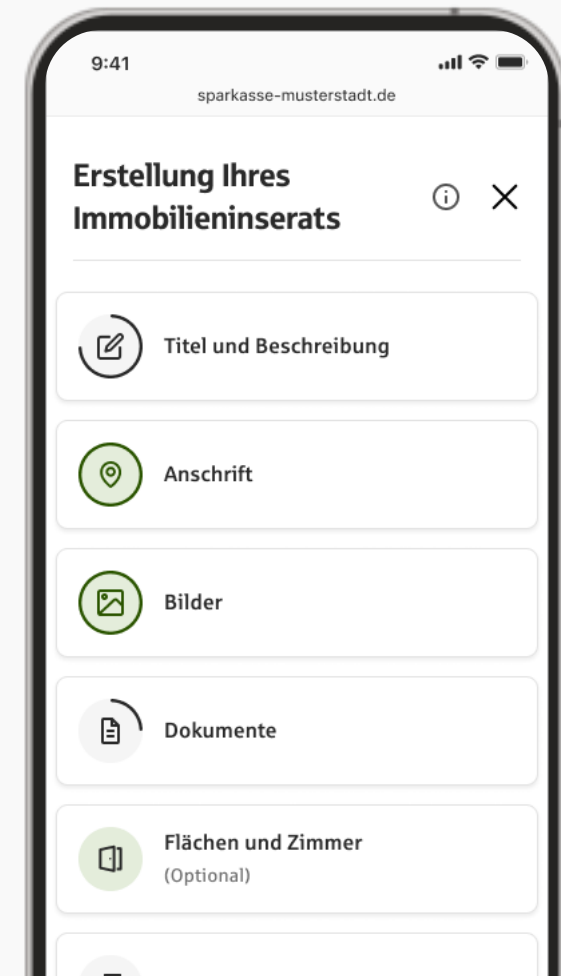 9:41
sparkasse-musterstadt.de
Erstellung Ihres
Immobilieninserats
Titel und Beschreibung
Anschrift
Bilder
Dokumente
Flächen und Zimmer
(Optional)